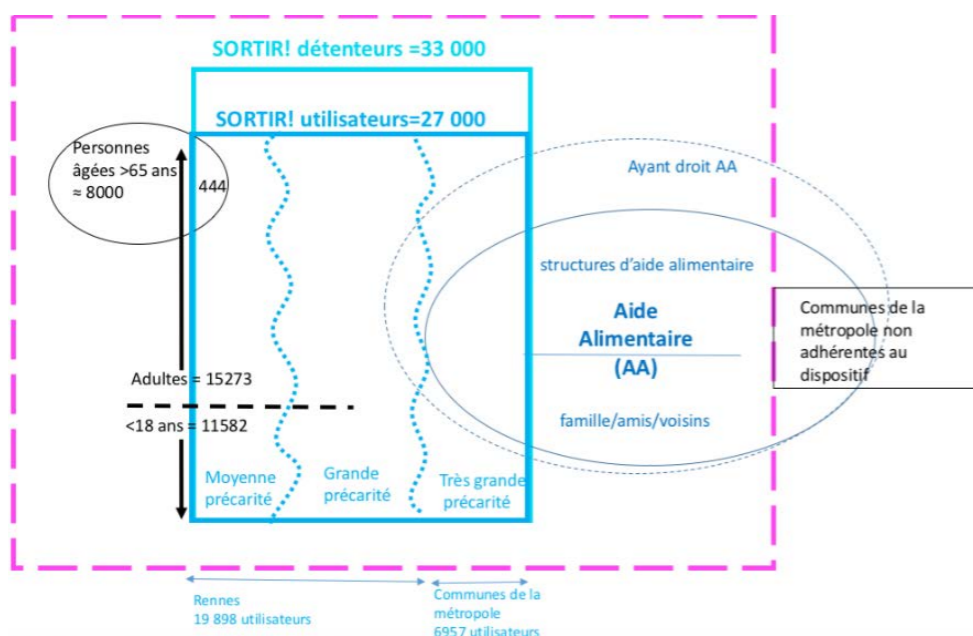 SORTIR! détenteurs =33 000
SORTIR! utilisateurs=27 000
Personnes
âgées >65 ans
≈ 8000
444
Ayant droit AA
structures d'aide alimentaire
Aide
Alimentaire
(AA)
famille/amis/voisins
Communes de la
métropole non
adhérentes au
dispositif
Adultes = 15273
<18 ans = 11582
Moyenne
précarité
Grande
précarité
Très grande
précarité
Rennes
19 898 utilisateurs
Communes de la
métropole
6957 utilisateurs